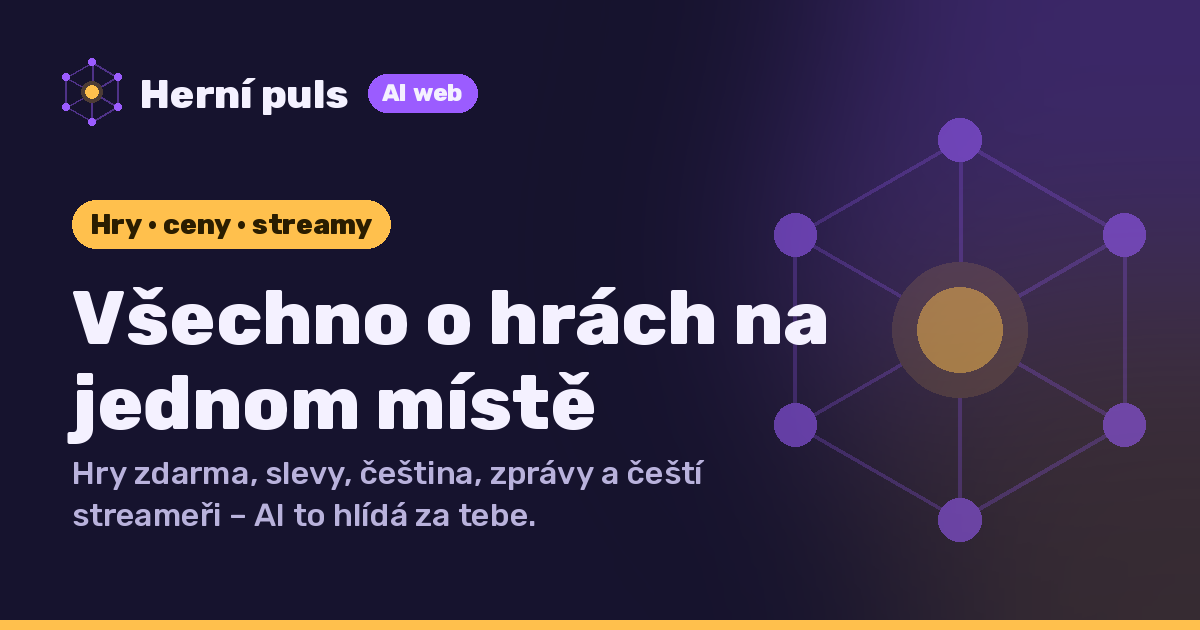 Herní puls
AI web
Hry • ceny • streamy
Všechno o hrách na
jednom místě
Hry zdarma, slevy, čeština, zprávy a čeští
streameři – AI to hlídá za tebe.